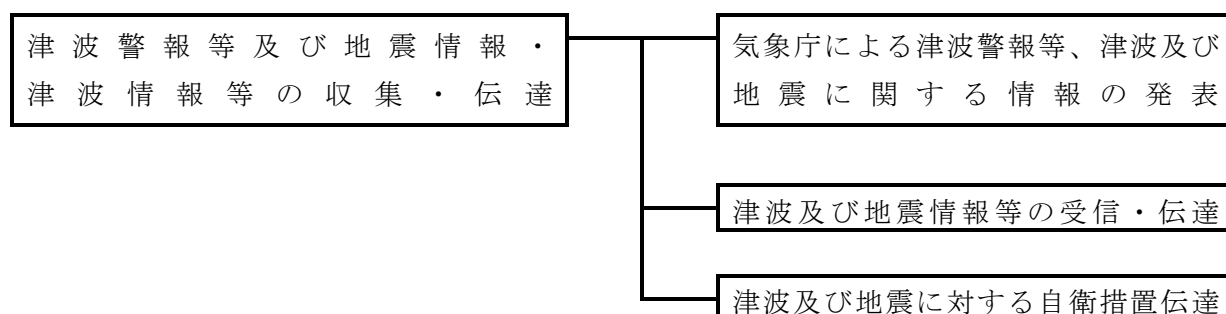 津波警報等及び地震情報・
津波情報等の収集・伝達
気象庁による津波警報等、津波及び
地震に関する情報の発表
津波及び地震情報等の受信・伝達
津波及び地震に対する自衛措置伝達